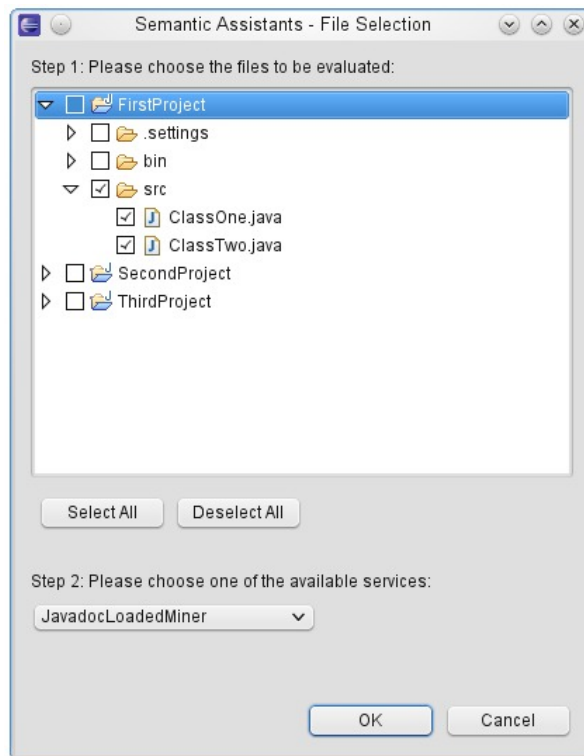 Semantic Assistants - File Selection
Step 1: Please choose the files to be evaluated:
FirstProject
.settings
bin
src
ClassOne.java
ClassTwo.java
SecondProject
ThirdProject
Select All Deselect All
Step 2: Please choose one of the available services:
JavadocLoadedMiner
OK Cancel